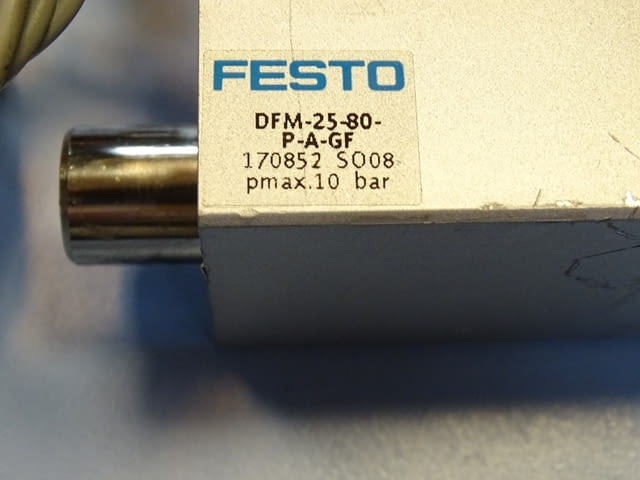 FESTO
DFM-25-80-
P-A-GF
170852 SO08
pmax.10 bar